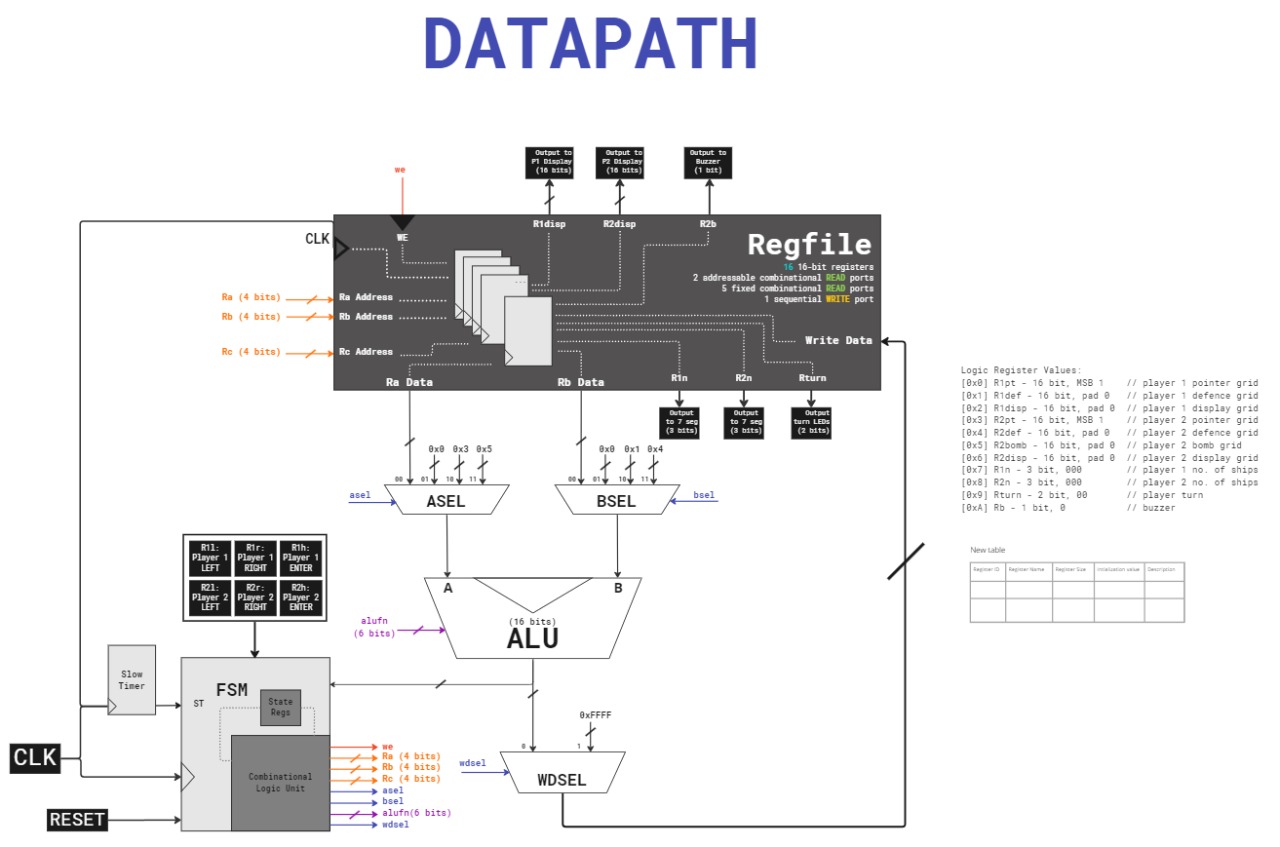 DATAPATH
Output to
P1 Display
(16 bits)
Output to
P2 Display
(16 bits)
Output to
Buzzer
(1 bit)
we
CLK
WE
R1disp
R2disp
R2b
Regfile
16 16-bit registers
2 addressable combinational READ ports
5 fixed combinational READ ports
1 sequential WRITE port
Ra (4 bits)
Ra Address
Rb (4 bits)
Rb Address
Rc (4 bits)
Rc Address
Write Data
Ra Data
Rb Data
R1n
R2n
Rturn
Output
to 7 seg
(3 bits)
Output
to 7 seg
(3 bits)
Output
turn LEDs
(2 bits)
0x0 0x3 0x5
00 01 10 11
asel
ASEL
0x0 0x1 0x4
00 01 10 11
BSEL
bsel
A
B
(16 bits)
ALU
alufn
(6 bits)
R1l:
Player 1
LEFT
R1r:
Player 1
RIGHT
R1h:
Player 1
ENTER
R2l:
Player 2
LEFT
R2r:
Player 2
RIGHT
R2h:
Player 2
ENTER
Slow
Timer
ST
FSM
State
Regs
Combinational
Logic Unit
CLK
RESET
we
Ra (4 bits)
Rb (4 bits)
Rc (4 bits)
asel
bsel
alufn(6 bits)
wdsel
0xFFFF
0 1
wdsel
WDSEL
Logic Register Values:
[0x0] R1pt - 16 bit, MSB 1 // player 1 pointer grid
[0x1] R1def - 16 bit, pad 0 // player 1 defence grid
[0x2] R1disp - 16 bit, pad 0 // player 1 display grid
[0x3] R2pt - 16 bit, MSB 1 // player 2 pointer grid
[0x4] R2def - 16 bit, pad 0 // player 2 defence grid
[0x5] R2bomb - 16 bit, pad 0 // player 2 bomb grid
[0x6] R2disp - 16 bit, pad 0 // player 2 display grid
[0x7] R1n - 3 bit, 000 // player 1 no. of ships
[0x8] R2n - 3 bit, 000 // player 2 no. of ships
[0x9] Rturn - 2 bit, 00 // player turn
[0xA] Rb - 1 bit, 0 // buzzer
New table
Register ID Register Name Register Size Description